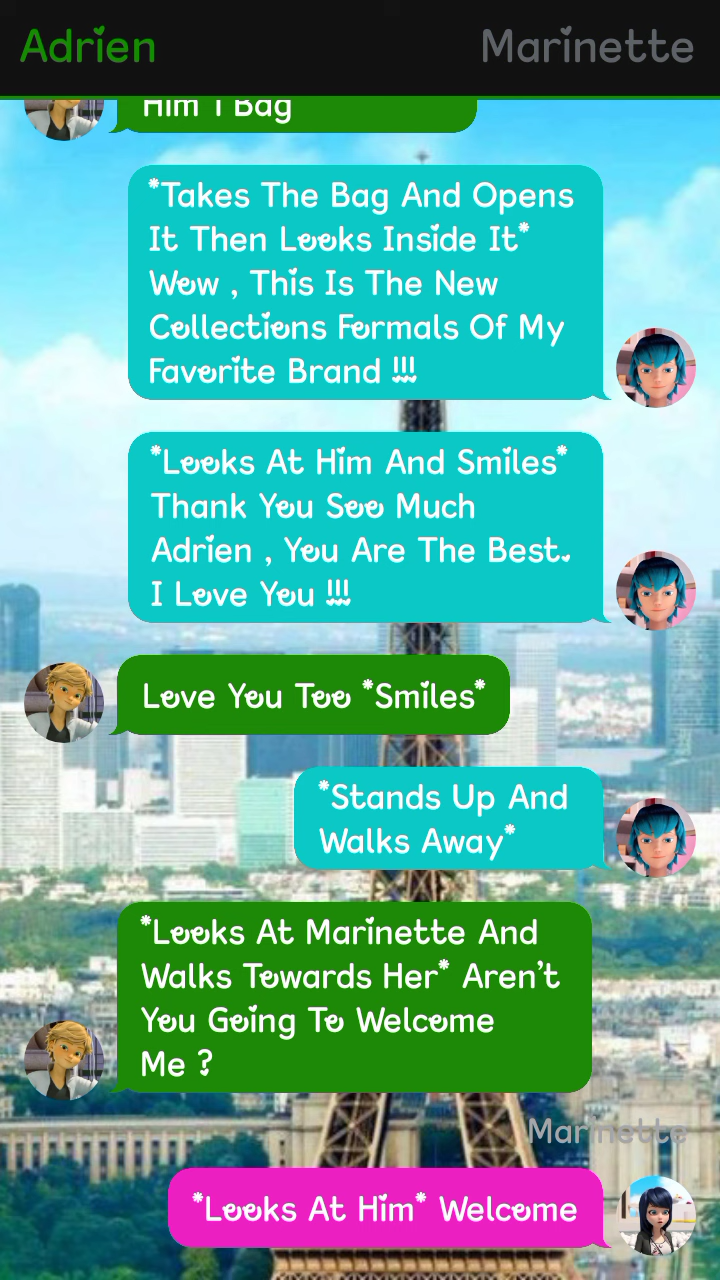 Adrien
Marinette
Him 1 Bag
*Takes The Bag And Opens
It Then Looks Inside It*
Wow , This Is The New
Collections Formals Of My
Favorite Brand !!!
*Looks At Him And Smiles*
Thank You Soo Much
Adrien , You Are The Best.
I Love You !!!
Love You Too *Smiles*
*Stands Up And
Walks Away*
*Looks At Marinette And
Walks Towards Her* Aren't
You Going To Welcome
Me ?
Marinette
*Looks At Him* Welcome